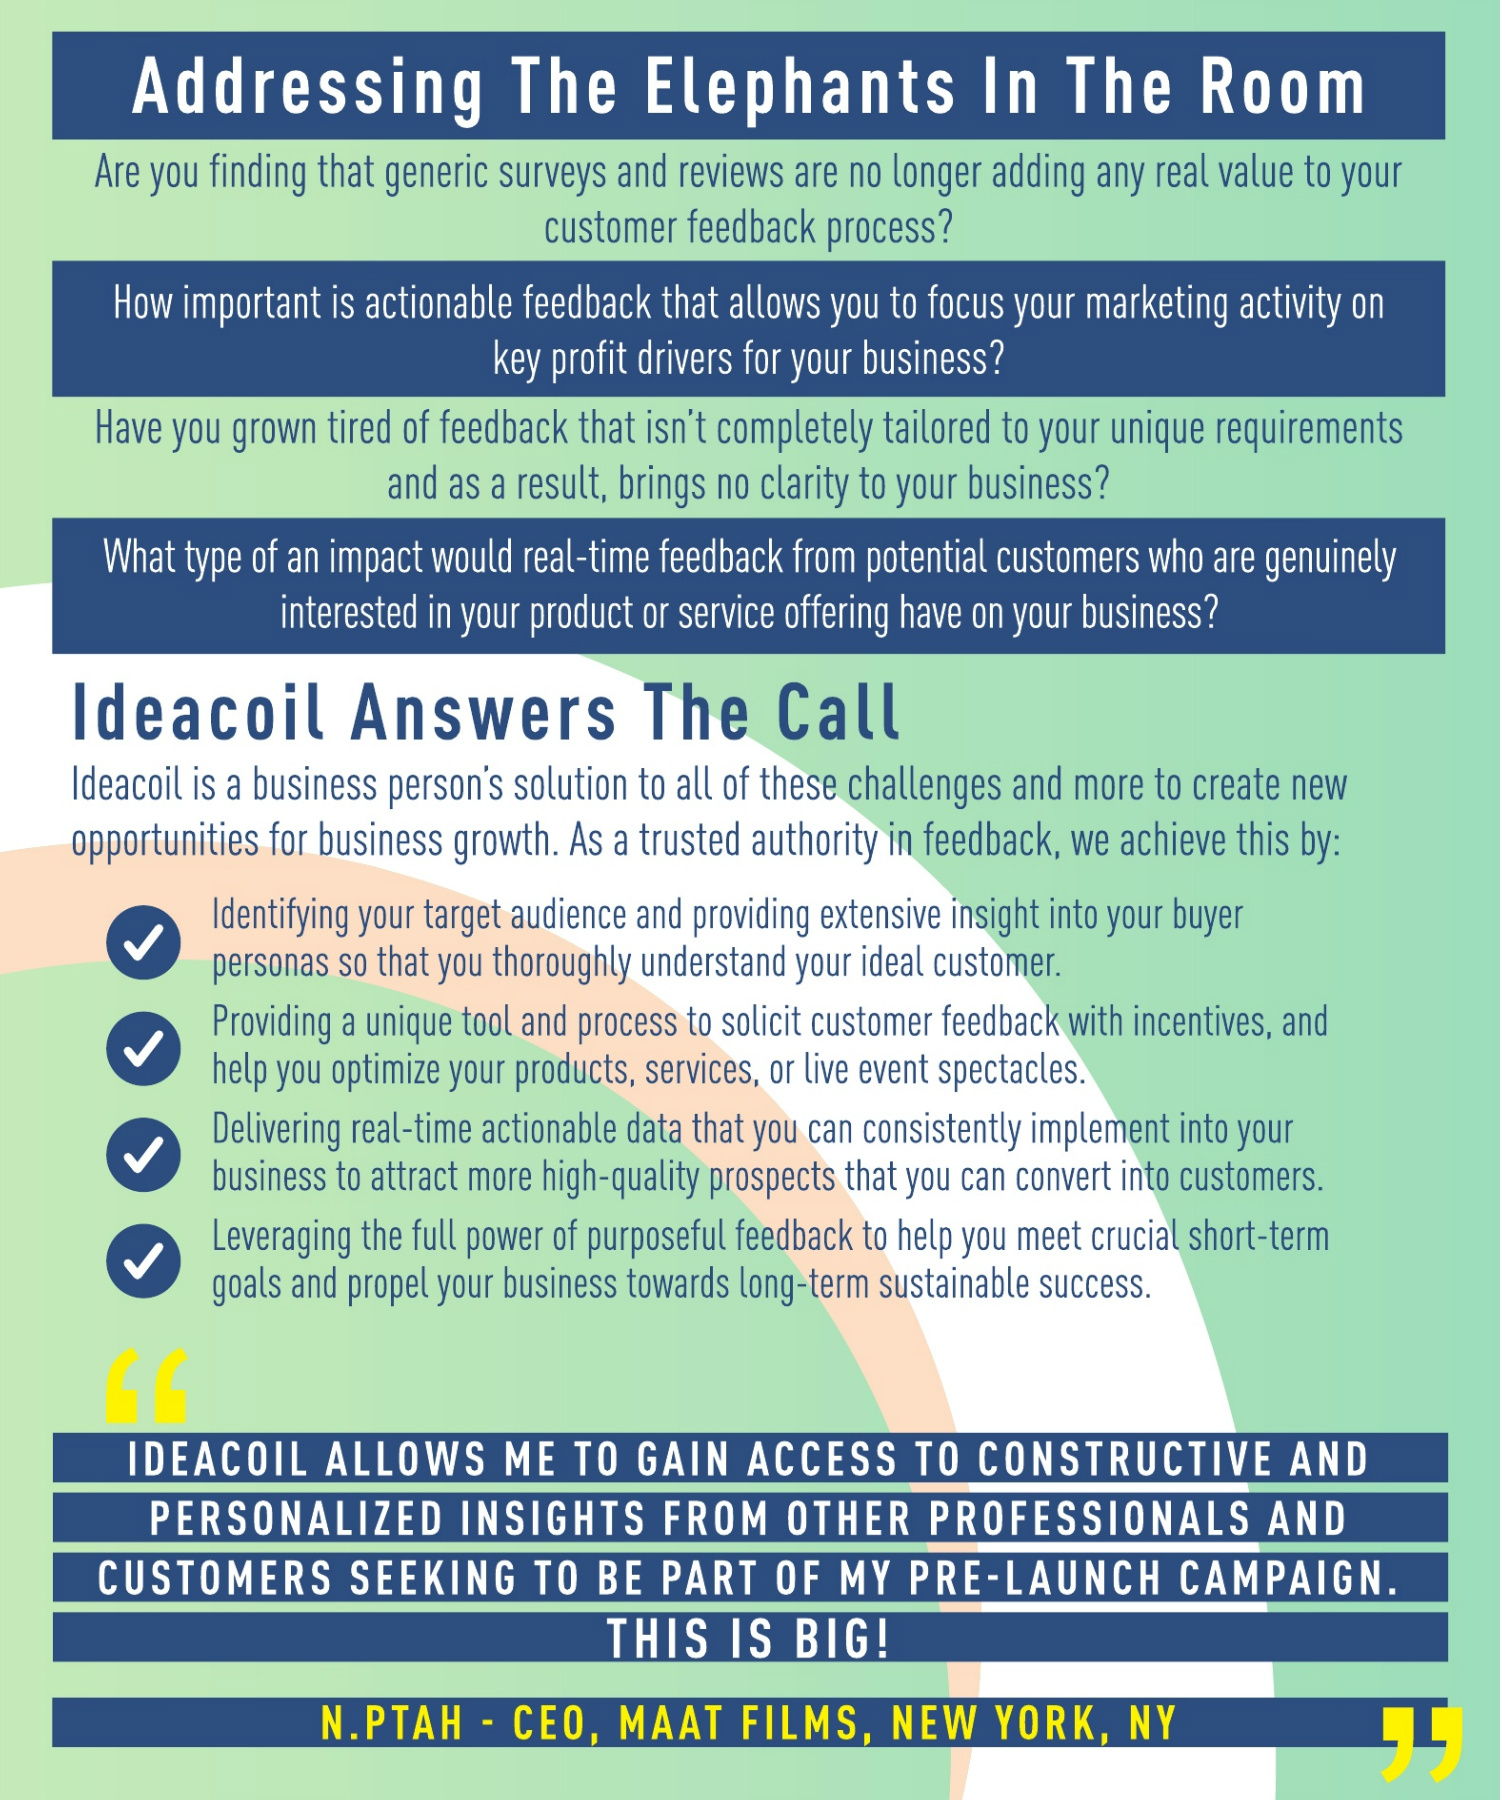 Addressing The Elephants In The Room
Are you finding that generic surveys and reviews are no longer adding any real value to your
customer feedback process?
How important is actionable feedback that allows you to focus your marketing activity on
key profit drivers for your business?
Have you grown tired of feedback that isn't completely tailored to your unique requirements
and as a result, brings no clarity to your business?
What type of an impact would real-time feedback from potential customers who are genuinely
interested in your product or service offering have on your business?
Ideacoil Answers The Call
Ideacoil is a business person's solution to all of these challenges and more to create new
opportunities for business growth. As a trusted authority in feedback, we achieve this by:
Identifying your target audience and providing extensive insight into your buyer
personas so that you thoroughly understand your ideal customer.
Providing a unique tool and process to solicit customer feedback with incentives, and
help you optimize your products, services, or live event spectacles.
Delivering real-time actionable data that you can consistently implement into your
business to attract more high-quality prospects that you can convert into customers.
Leveraging the full power of purposeful feedback to help you meet crucial short-term
goals and propel your business towards long-term sustainable success.
“
IDEACOIL ALLOWS ME TO GAIN ACCESS TO CONSTRUCTIVE AND
PERSONALIZED INSIGHTS FROM OTHER PROFESSIONALS AND
CUSTOMERS SEEKING TO BE PART OF MY PRE-LAUNCH CAMPAIGN.
THIS IS BIG!
N.PTAH - CEO, MAAT FILMS, NEW YORK, NY
”